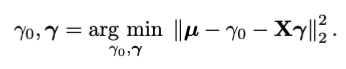 γ₀, **γ** = arg min_{γ₀,**γ**} ‖**μ** − γ₀ − **Xγ**‖₂².